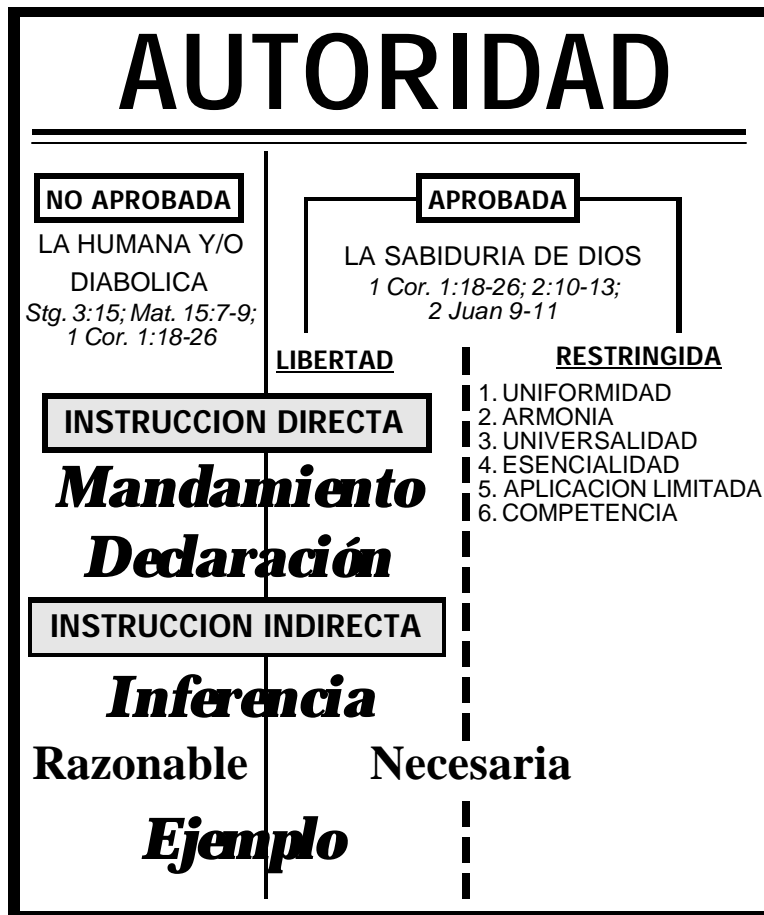 AUTORIDAD
NO APROBADA
LA HUMANA Y/O
DIABOLICA
Stg. 3:15; Mat. 15:7-9;
1 Cor. 1:18-26
APROBADA
LA SABIDURIA DE DIOS
1 Cor. 1:18-26; 2:10-13;
2 Juan 9-11
LIBERTAD
RESTRINGIDA
1. UNIFORMIDAD
2. ARMONIA
3. UNIVERSALIDAD
4. ESENCIALIDAD
5. APLICACION LIMITADA
6. COMPETENCIA
INSTRUCCION DIRECTA
Mandamiento
Declaración
INSTRUCCION INDIRECTA
Inferencia
Razonable Necesaria
Ejemplo